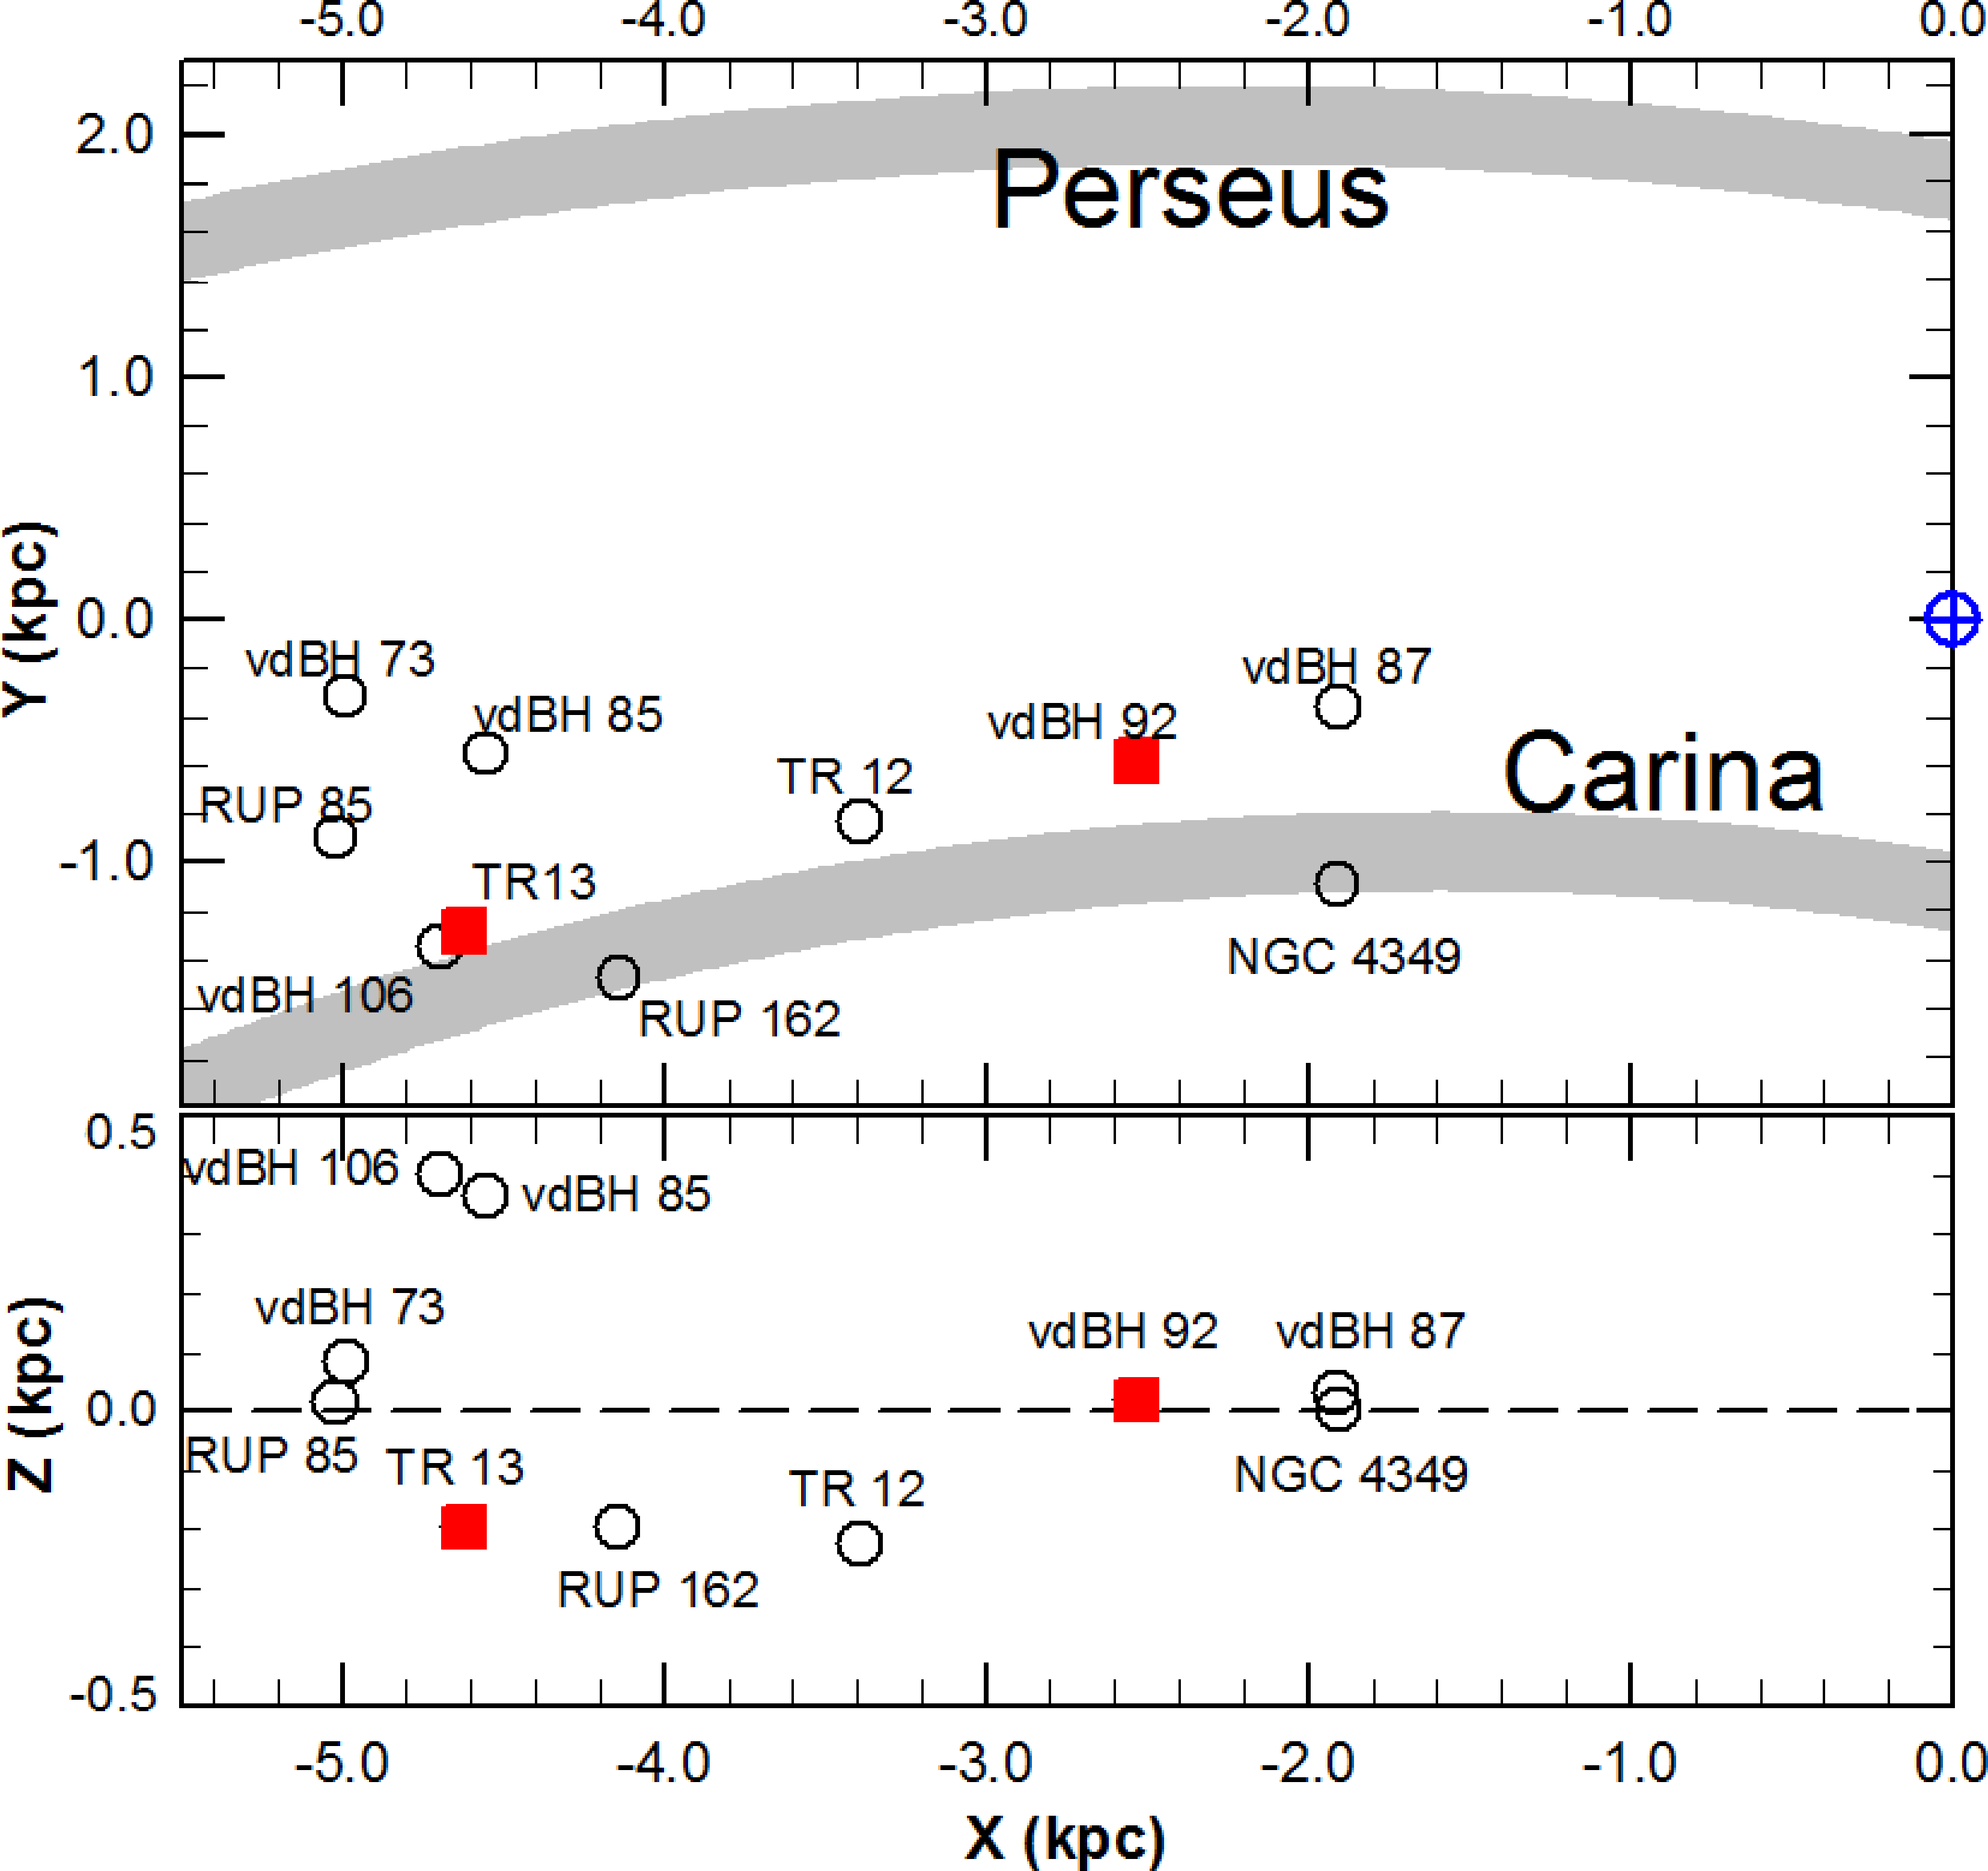 -5.0 -4.0 -3.0 -2.0 -1.0 0.0
2.0
Perseus
1.0
Y (kpc)
0.0
vdBH 73
vdBH 87
vdBH 85
vdBH 92
Carina
TR 12
RUP 85
-1.0
TR13
NGC 4349
vdBH 106
RUP 162
0.5
vdBH 106
vdBH 85
vdBH 73
vdBH 92
vdBH 87
Z (kpc)
0.0
RUP 85
TR 13
NGC 4349
TR 12
RUP 162
-0.5
-5.0 -4.0 -3.0 -2.0 -1.0 0.0
X (kpc)